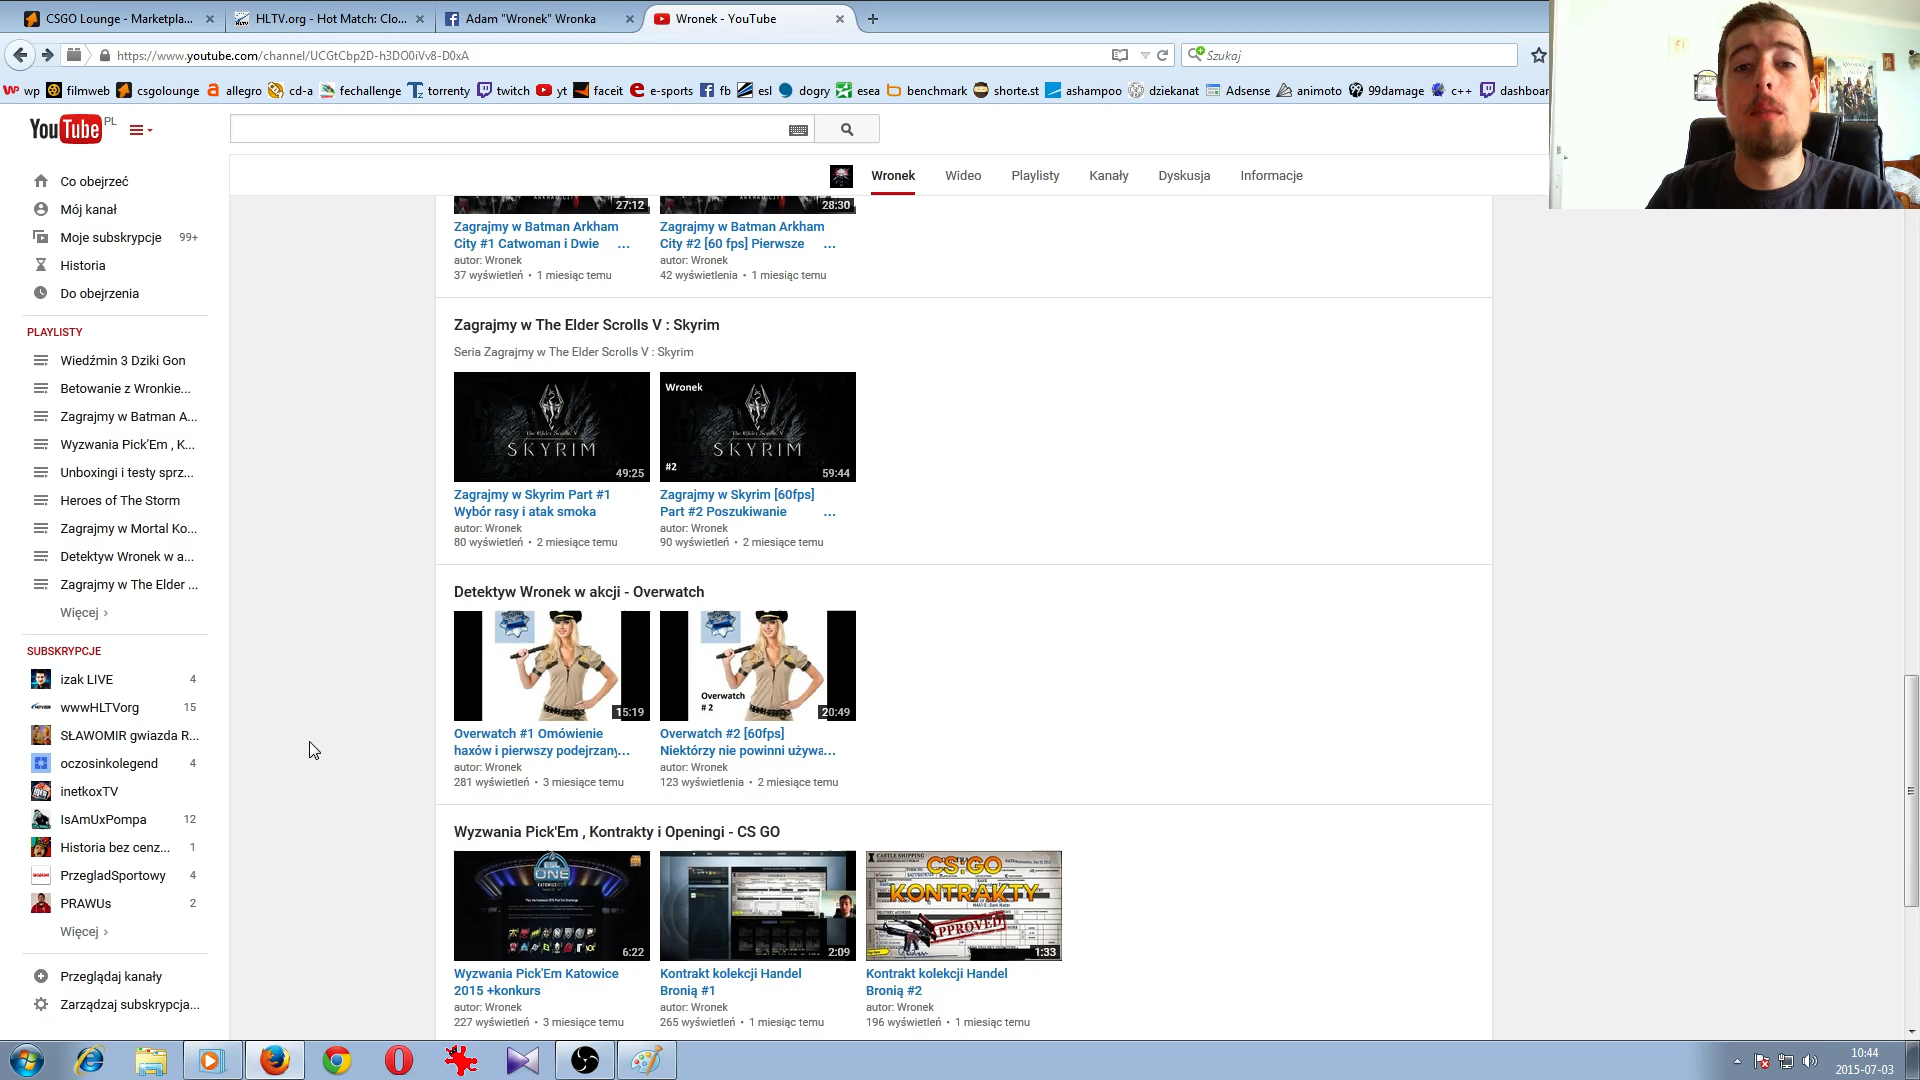 CSGO Lounge - Marketpla...
HLTV.org - Hot Match: Clo...
Adam "Wronek" Wronka
Wronek - YouTube
https://www.youtube.com/channel/UCGtCbp2D-h3DO0iVv8-D0xA
Szukaj
wp filmweb csgolounge allegro cd-a fechallenge torrenty twitch yt faceit e-sports fb esl dogry esea benchmark shorte.st ashampoo dziekanat Adsense animoto 99damage c++ dashboar
YouTube PL
Wronek Wideo Playlisty Kanały Dyskusja Informacje
Co obejrzeć
Mój kanał
Moje subskrypcje 99+
Historia
Do obejrzenia
PLAYLISTY
Wiedźmin 3 Dziki Gon
Betowanie z Wronkie...
Zagrajmy w Batman A...
Wyzwania Pick'Em , K...
Unboxingi i testy sprz...
Heroes of The Storm
Zagrajmy w Mortal Ko...
Detektyw Wronek w a...
Zagrajmy w The Elder ...
Więcej ›
SUBSKRYPCJE
izak LIVE 4
wwwHLTVorg 15
SŁAWOMIR gwiazda R...
oczosinkolegend 4
inetkoxTV
IsAmUxPompa 12
Historia bez cenz... 1
PrzegladSportowy 4
PRAWUs 2
Więcej ›
Przeglądaj kanały
Zarządzaj subskrypcja...
27:12
28:30
Zagrajmy w Batman Arkham
City #1 Catwoman i Dwie ...
autor: Wronek
37 wyświetleń • 1 miesiąc temu
Zagrajmy w Batman Arkham
City #2 [60 fps] Pierwsze ...
autor: Wronek
42 wyświetlenia • 1 miesiąc temu
Zagrajmy w The Elder Scrolls V : Skyrim
Seria Zagrajmy w The Elder Scrolls V : Skyrim
The Elder Scrolls V
SKYRIM
49:25
Wronek
The Elder Scrolls V
SKYRIM
#2
59:44
Zagrajmy w Skyrim Part #1
Wybór rasy i atak smoka
autor: Wronek
80 wyświetleń • 2 miesiące temu
Zagrajmy w Skyrim [60fps]
Part #2 Poszukiwanie ...
autor: Wronek
90 wyświetleń • 2 miesiące temu
Detektyw Wronek w akcji - Overwatch
15:19
Overwatch
# 2
20:49
Overwatch #1 Omówienie
haxów i pierwszy podejrzany...
autor: Wronek
281 wyświetleń • 3 miesiące temu
Overwatch #2 [60fps]
Niektórzy nie powinni używa...
autor: Wronek
123 wyświetlenia • 2 miesiące temu
Wyzwania Pick'Em , Kontrakty i Openingi - CS GO
ESL
ONE
KATOWICE
6:22
2:09
CASTLE SHIPPING
CS:GO
KONTRAKTY
APPROVED
1:33
Wyzwania Pick'Em Katowice
2015 +konkurs
autor: Wronek
227 wyświetleń • 3 miesiące temu
Kontrakt kolekcji Handel
Bronią #1
autor: Wronek
265 wyświetleń • 1 miesiąc temu
Kontrakt kolekcji Handel
Bronią #2
autor: Wronek
196 wyświetleń • 1 miesiąc temu
10:44
2015-07-03